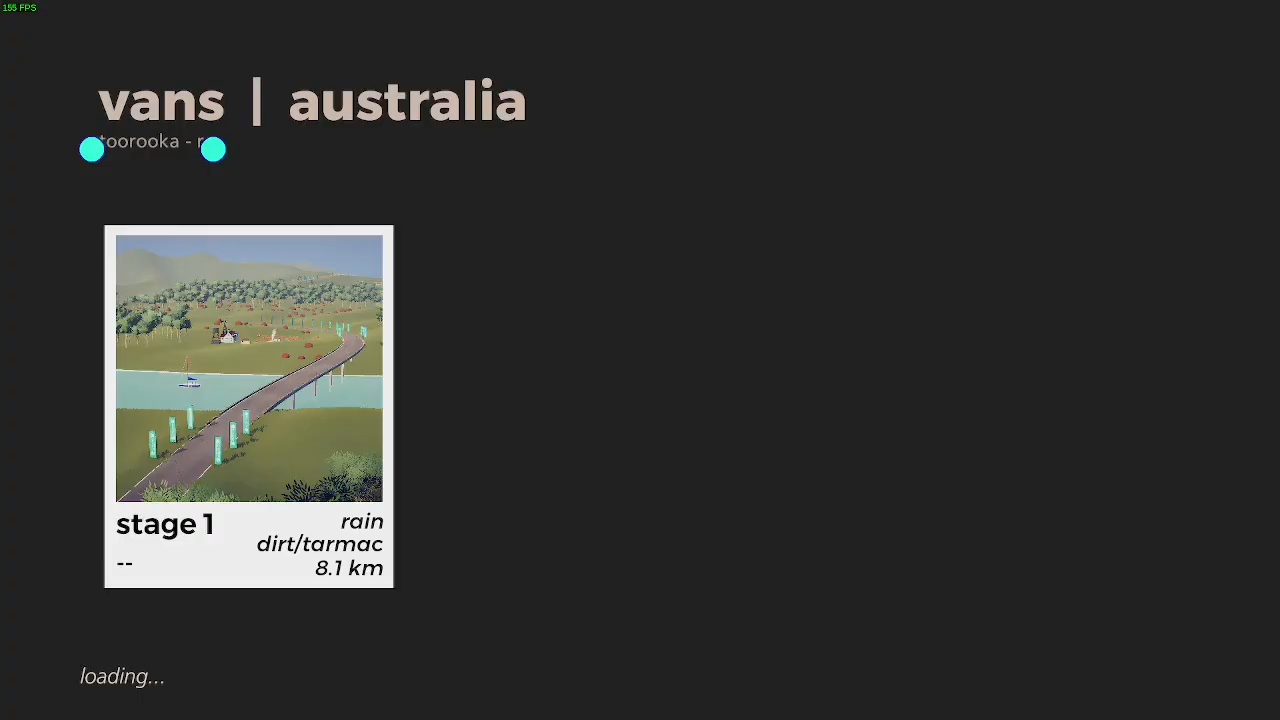 155 FPS
vans | australia
toorooka -
stage 1
--
rain
dirt/tarmac
8.1 km
loading...